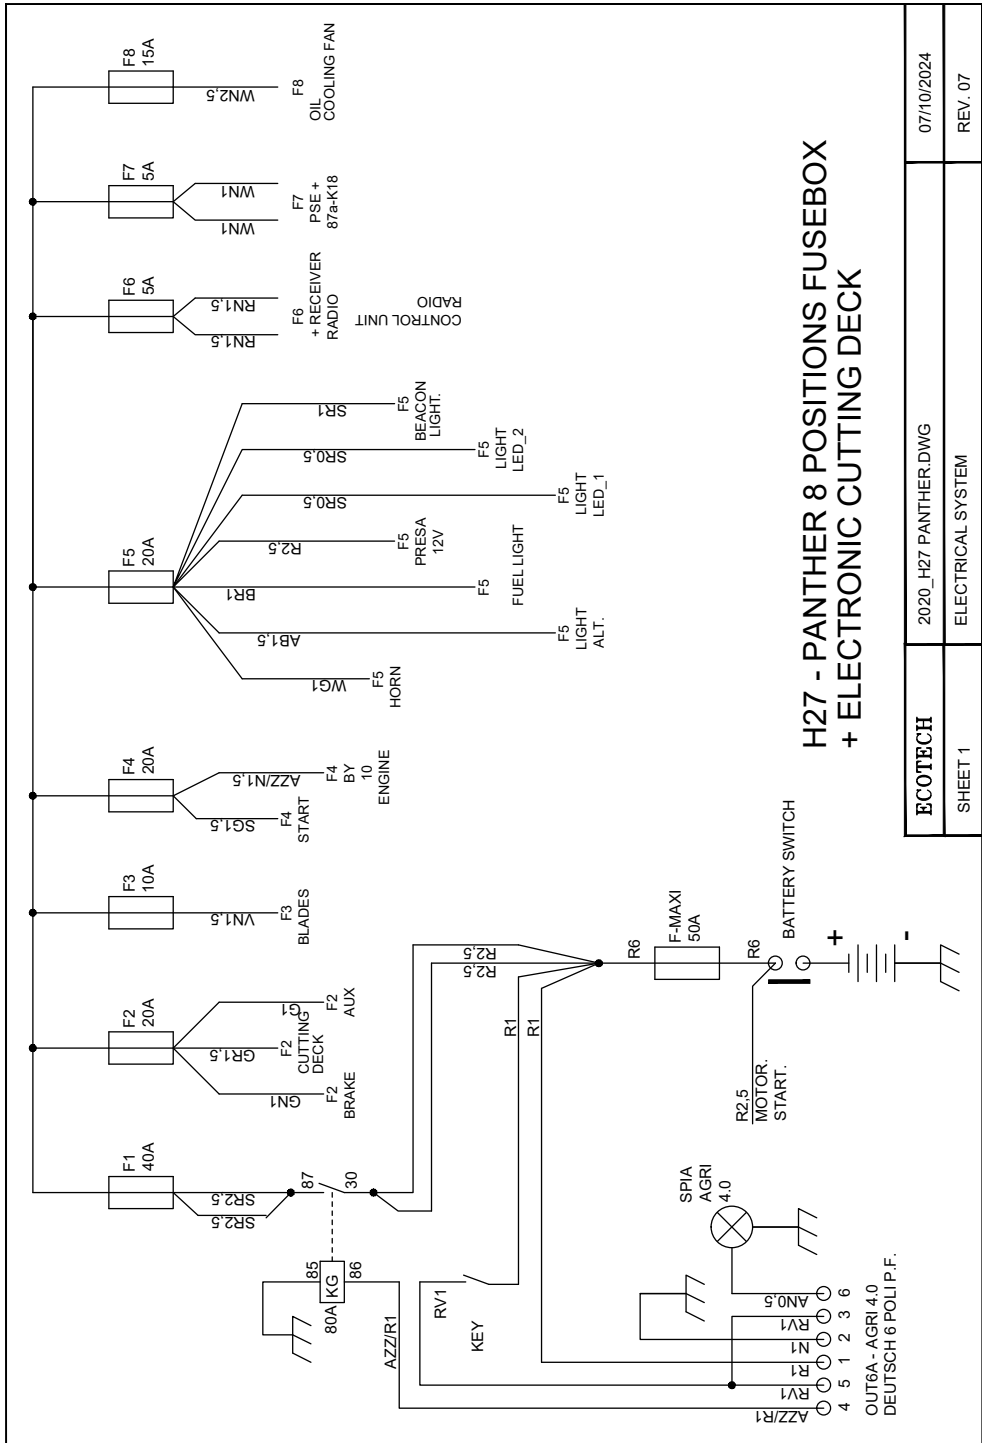 F8
15A
WN2,5
F8
OIL
COOLING FAN
F7
5A
WN1
WN1
F7
PSE +
87a-K18
F6
5A
RN1,5
RN1,5
F6
+ RECEIVER
RADIO
CONTROL UNIT
RADIO
F5
20A
SR1
F5
BEACON
LIGHT.
SR0,5
F5
LIGHT
LED_2
SR0,5
F5
LIGHT
LED_1
R2,5
F5
PRESA
12V
BR1
F5
FUEL LIGHT
AB1,5
F5
LIGHT
ALT.
WG1
F5
HORN
F4
20A
AZZ/N1,5
F4
BY
10
ENGINE
SG1,5
F4
START
F3
10A
VN1,5
F3
BLADES
F2
20A
G1
F2
AUX
GR1,5
F2
CUTTING
DECK
GN1
F2
BRAKE
F1
40A
SR2,5
SR2,5
87
30
85
86
KG
80A
AZZ/R1
RV1
KEY
R2,5
R2,5
R1
R1
R6
F-MAXI
50A
R6
BATTERY SWITCH
+
-
R2,5
MOTOR.
START.
SPIA
AGRI
4.0
AN0,5
RV1
N1
R1
RV1
AZZ/R1
6
3
2
1
5
4
OUT6A - AGRI 4.0
DEUTSCH 6 POLI P.F.
H27 - PANTHER 8 POSITIONS FUSEBOX
+ ELECTRONIC CUTTING DECK
ECOTECH
2020_H27 PANTHER.DWG
07/10/2024
SHEET 1
ELECTRICAL SYSTEM
REV. 07